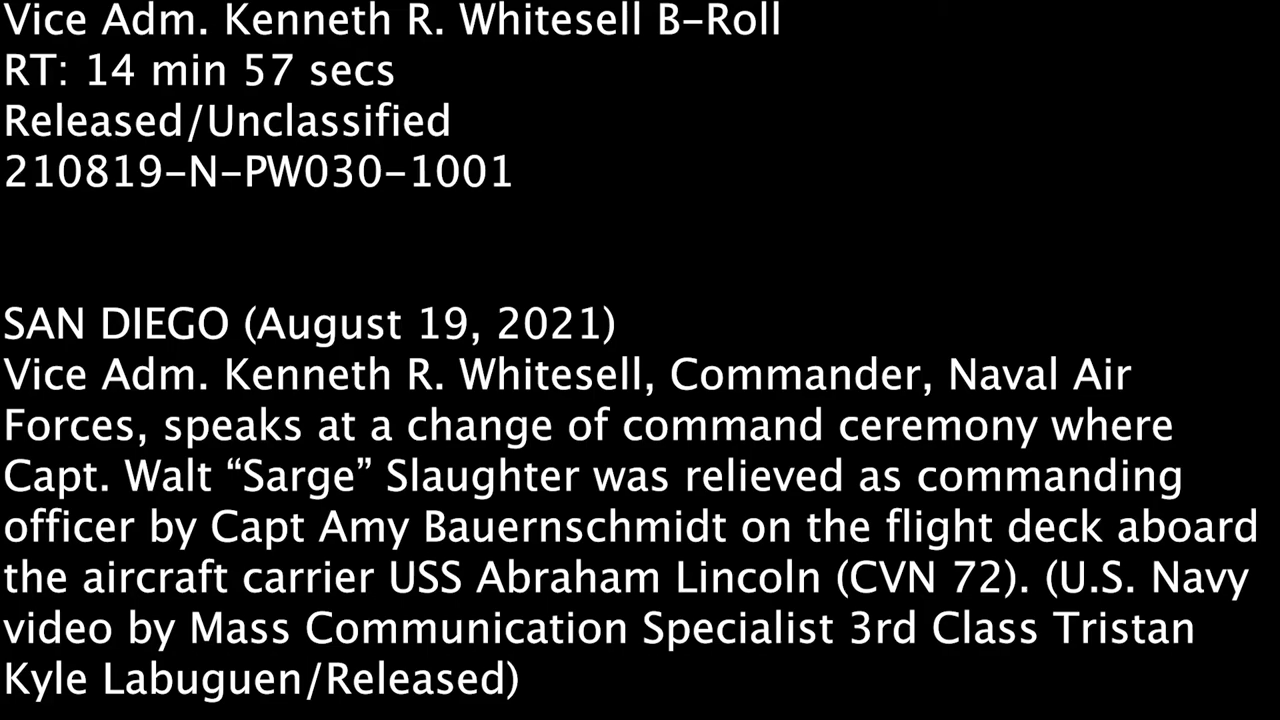 Vice Adm. Kenneth R. Whitesell B-Roll
RT: 14 min 57 secs
Released/Unclassified
210819-N-PW030-1001
SAN DIEGO (August 19, 2021)
Vice Adm. Kenneth R. Whitesell, Commander, Naval Air
Forces, speaks at a change of command ceremony where
Capt. Walt “Sarge” Slaughter was relieved as commanding
officer by Capt Amy Bauernschmidt on the flight deck aboard
the aircraft carrier USS Abraham Lincoln (CVN 72). (U.S. Navy
video by Mass Communication Specialist 3rd Class Tristan
Kyle Labuguen/Released)